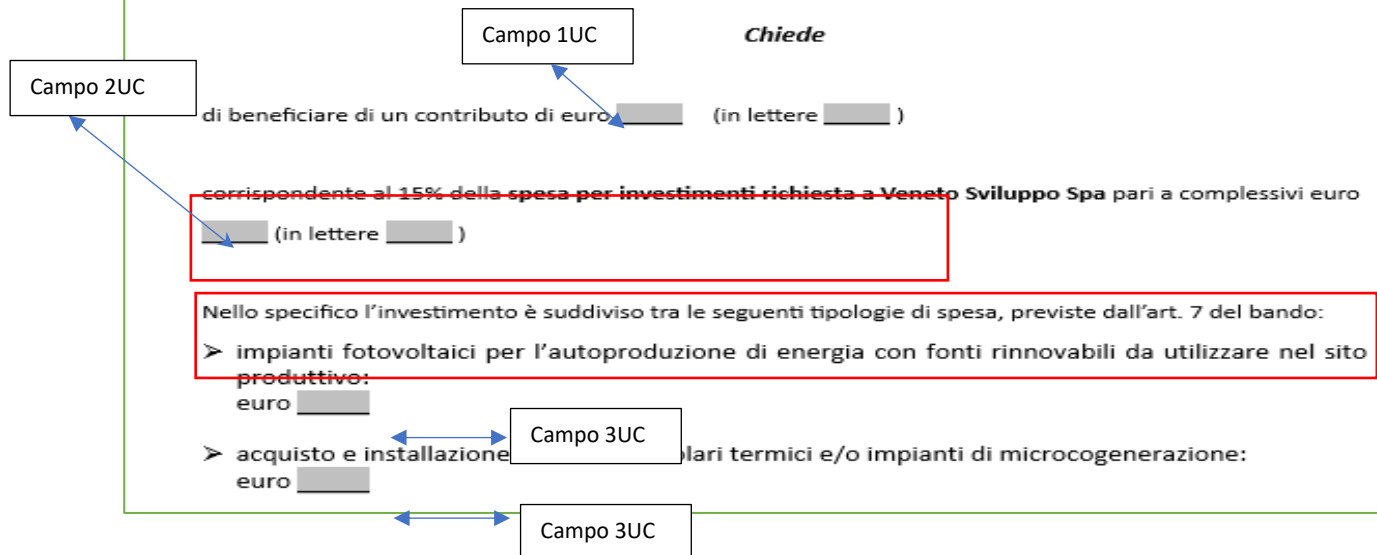 Campo 1UC
Chiede
Campo 2UC
di beneficiare di un contributo di euro (in lettere )
corrispondente al 15% della spesa per investimenti richiesta a Veneto Sviluppo Spa pari a complessivi euro
(in lettere )
Nello specifico l'investimento è suddiviso tra le seguenti tipologie di spesa, previste dall'art. 7 del bando:
➢ impianti fotovoltaici per l'autoproduzione di energia con fonti rinnovabili da utilizzare nel sito
produttivo:
euro
Campo 3UC
➢ acquisto e installazione lari termici e/o impianti di microcogenerazione:
euro
Campo 3UC